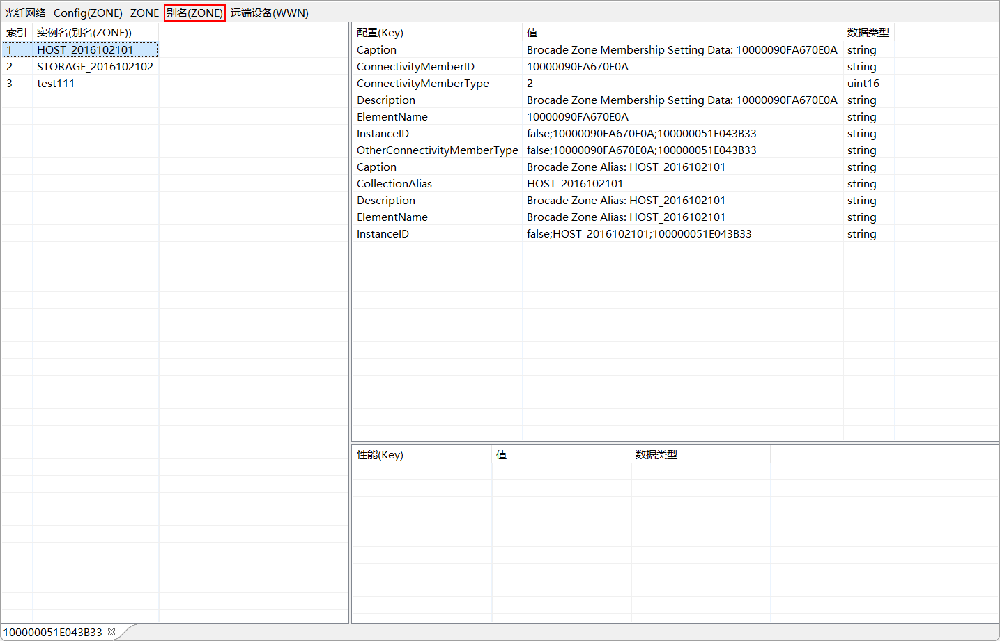 光纤网络 Config(ZONE) ZONE 别名(ZONE) 远端设备(WWN)
索引 实例名(别名(ZONE))
1 HOST_2016102101
2 STORAGE_2016102102
3 test111
配置(Key) 值 数据类型
Caption Brocade Zone Membership Setting Data: 10000090FA670E0A string
ConnectivityMemberID 10000090FA670E0A string
ConnectivityMemberType 2 uint16
Description Brocade Zone Membership Setting Data: 10000090FA670E0A string
ElementName 10000090FA670E0A string
InstanceID false;10000090FA670E0A;100000051E043B33 string
OtherConnectivityMemberType false;10000090FA670E0A;100000051E043B33 string
Caption Brocade Zone Alias: HOST_2016102101 string
CollectionAlias HOST_2016102101 string
Description Brocade Zone Alias: HOST_2016102101 string
ElementName Brocade Zone Alias: HOST_2016102101 string
InstanceID false;HOST_2016102101;100000051E043B33 string
性能(Key) 值 数据类型
100000051E043B33